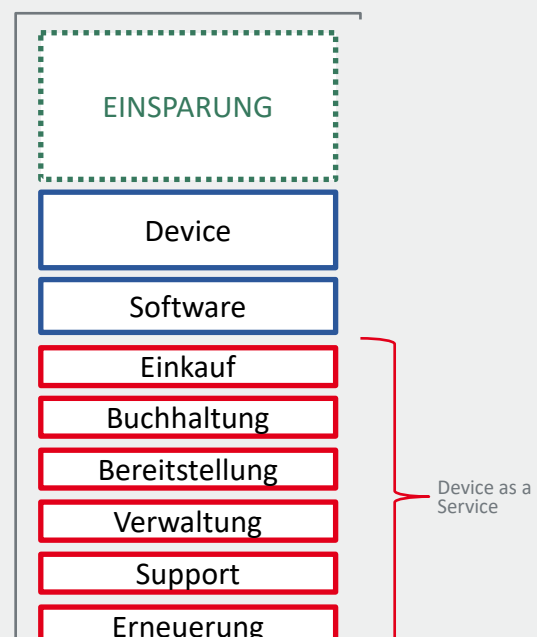 EINSPARUNG
Device
Software
Einkauf
Buchhaltung
Bereitstellung
Verwaltung
Support
Erneuerung
Device as a
Service